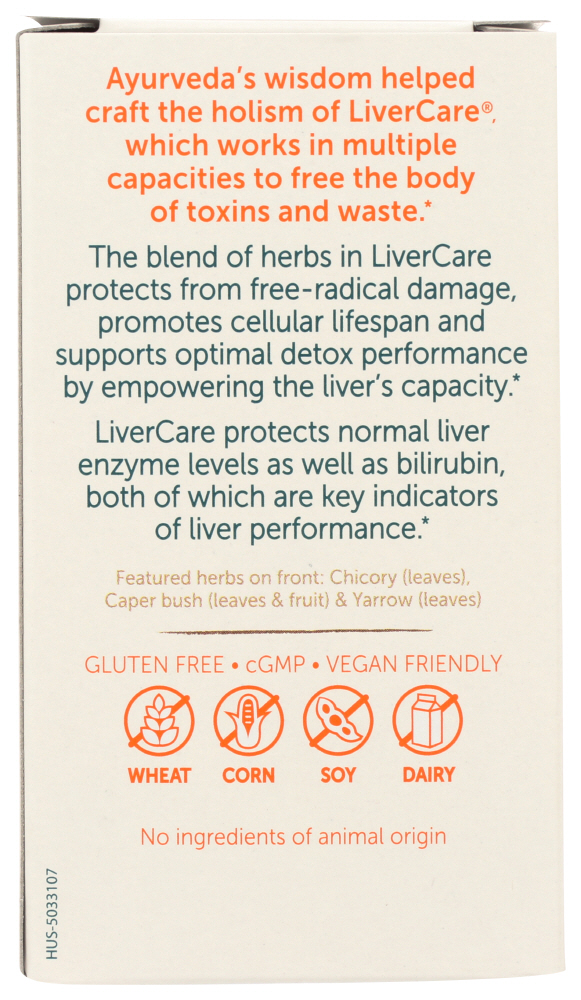 Ayurveda's wisdom helped
craft the holism of LiverCare®,
which works in multiple
capacities to free the body
of toxins and waste.*
The blend of herbs in LiverCare
protects from free-radical damage,
promotes cellular lifespan and
supports optimal detox performance
by empowering the liver's capacity.*
LiverCare protects normal liver
enzyme levels as well as bilirubin,
both of which are key indicators
of liver performance.*
Featured herbs on front: Chicory (leaves),
Caper bush (leaves & fruit) & Yarrow (leaves)
GLUTEN FREE • cGMP • VEGAN FRIENDLY
WHEAT CORN SOY DAIRY
No ingredients of animal origin
HUS-5033107